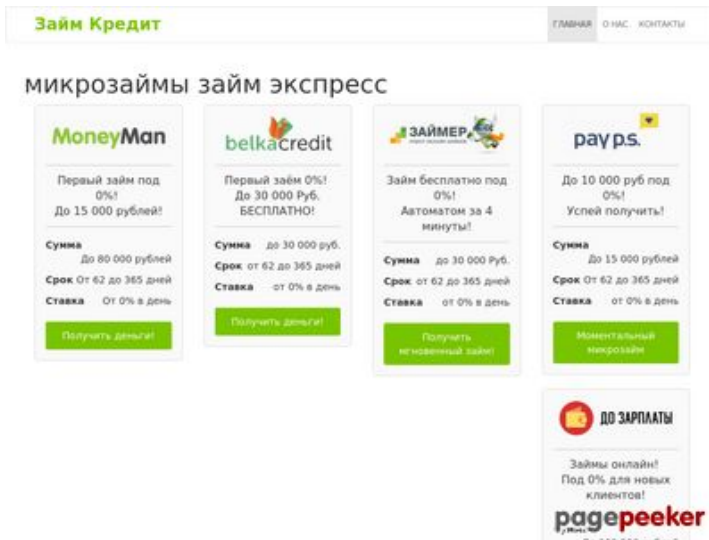 Займ Кредит
ГЛАВНАЯ О НАС КОНТАКТЫ
микрозаймы займ экспресс
MoneyMan
Первый займ под
0%!
До 15 000 рублей!
Сумма
До 80 000 рублей
Срок От 62 до 365 дней
Ставка От 0% в день
Получить деньги!
belkacredit
Первый заём 0%!
До 30 000 Руб.
БЕСПЛАТНО!
Сумма до 30 000 руб.
Срок от 62 до 365 дней
Ставка от 0% в день
Получить деньги!
ЗАЙМЕР
Займ бесплатно под
0%!
Автоматом за 4
минуты!
Сумма до 30 000 Руб.
Срок от 62 до 365 дней
Ставка от 0% в день
Получить
мгновенный займ!
pay p.s.
До 10 000 руб под
0%!
Успей получить!
Сумма
До 15 000 рублей
Срок От 62 до 365 дней
Ставка от 0% в день
Моментальный
микрозайм
ДО ЗАРПЛАТЫ
Займы онлайн!
Под 0% для новых
клиентов!
pagepeeker